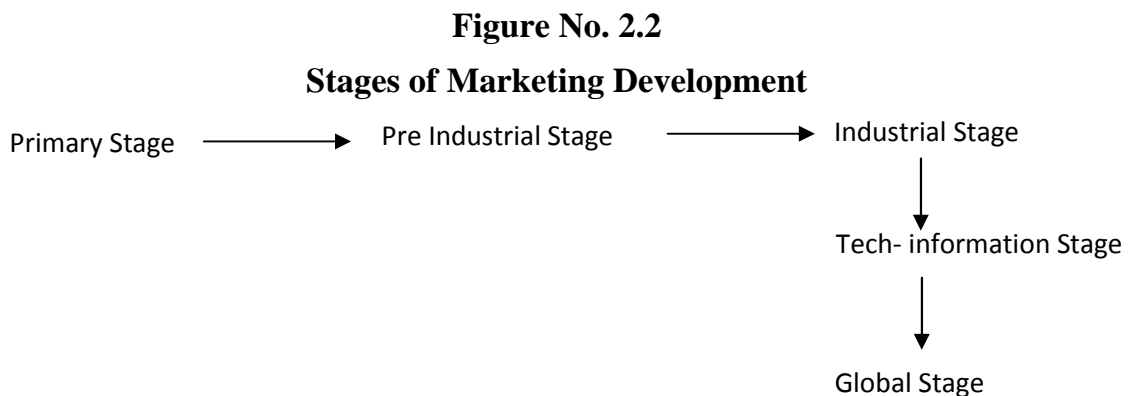 Figure No. 2.2
Stages of Marketing Development
Primary Stage
Pre Industrial Stage
Industrial Stage
Tech- information Stage
Global Stage